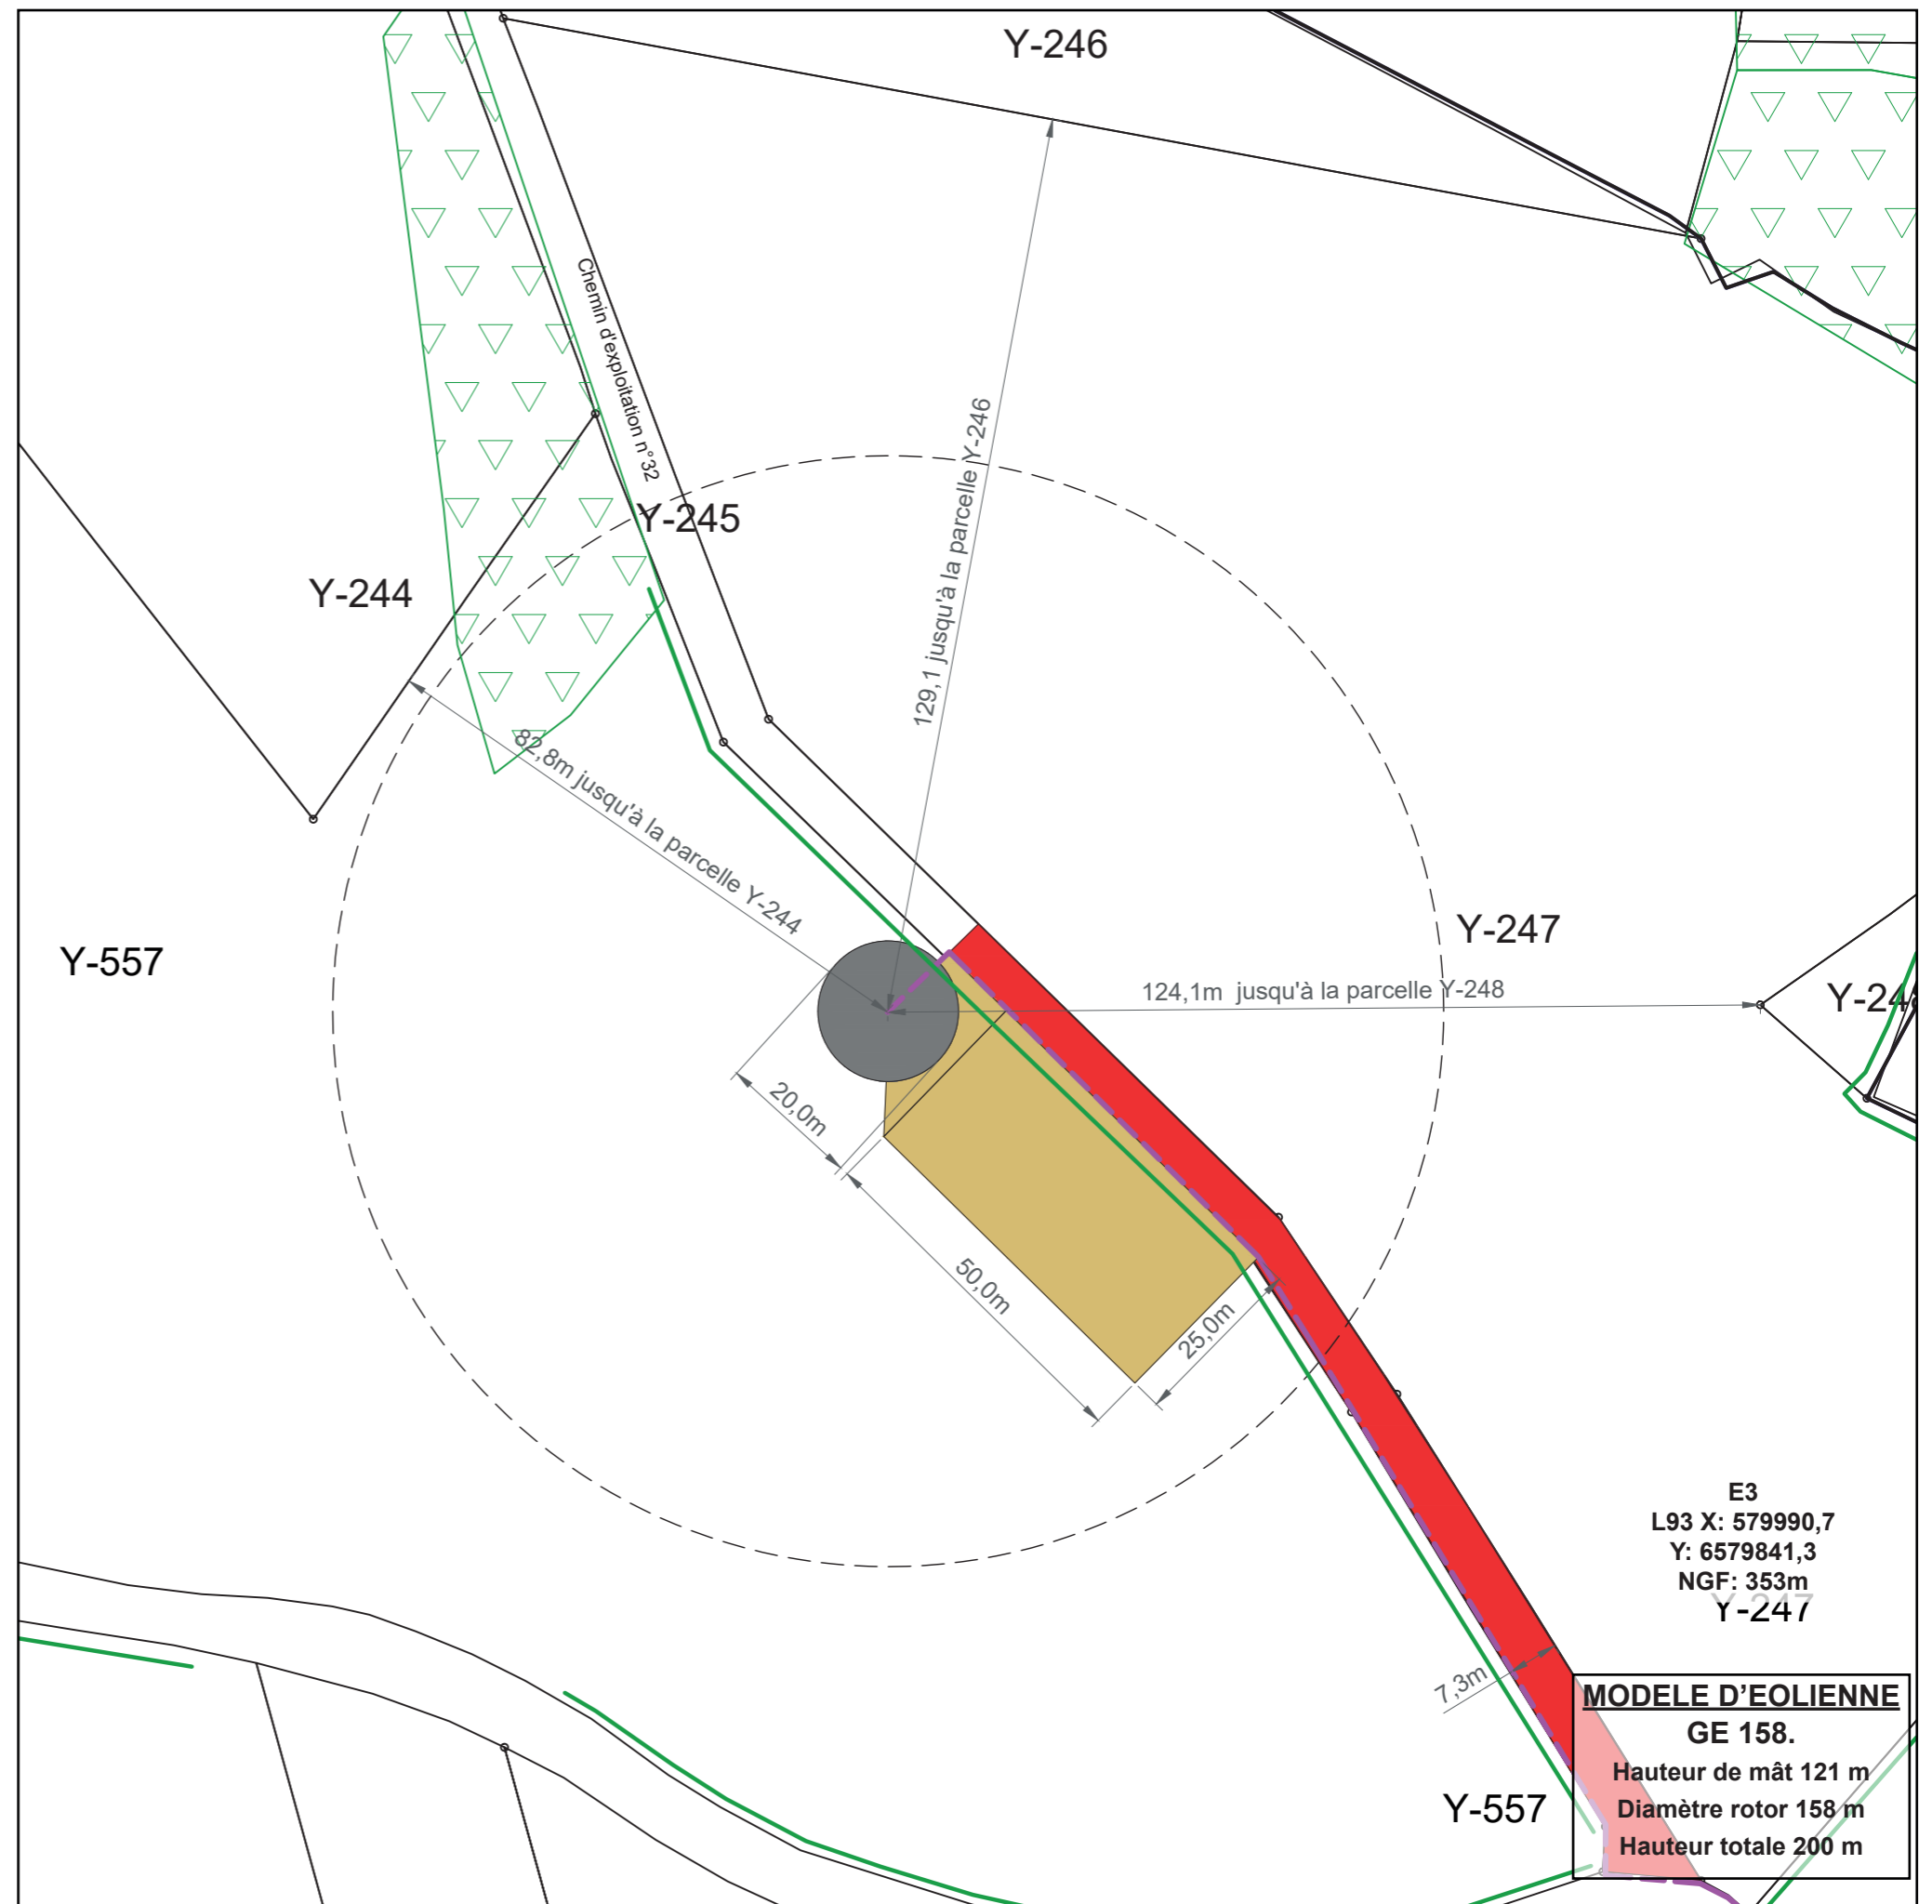 Y-246
Chemin d'exploitation n°32
Y-245
129,1 jusqu'à la parcelle Y-246
Y-244
82,8m jusqu'à la parcelle Y-244
Y-247
Y-557
124,1m jusqu'à la parcelle Y-248
Y-24
20,0m
50,0m
25,0m
E3
L93 X: 579990,7
Y: 6579841,3
NGF: 353m
Y-247
7,3m
MODELE D’EOLIENNE
GE 158.
Hauteur de mât 121 m
Diamètre rotor 158 m
Hauteur totale 200 m
Y-557